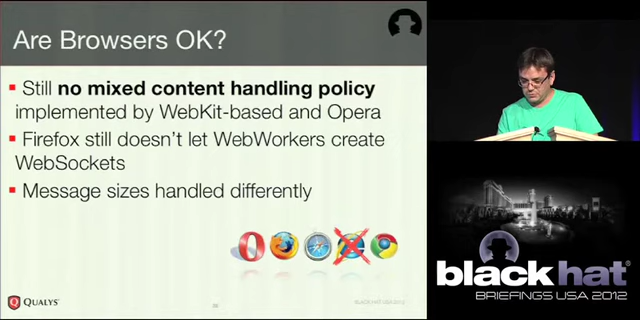 Are Browsers OK?
▪ Still no mixed content handling policy
implemented by WebKit-based and Opera
▪ Firefox still doesn't let WebWorkers create
WebSockets
▪ Message sizes handled differently
QUALYS
black hat
BRIEFINGS USA 2012